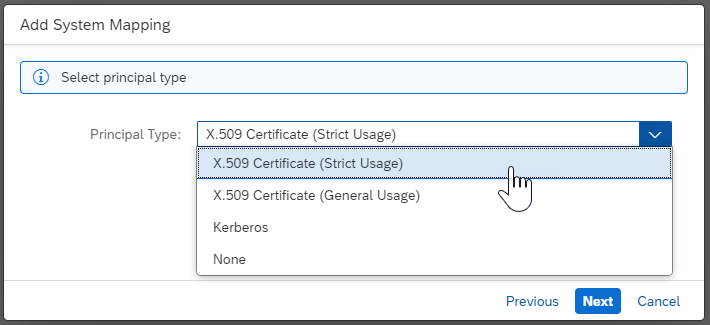 Add System Mapping
Select principal type
Principal Type: X.509 Certificate (Strict Usage)
X.509 Certificate (Strict Usage)
X.509 Certificate (General Usage)
Kerberos
None
Previous Next Cancel